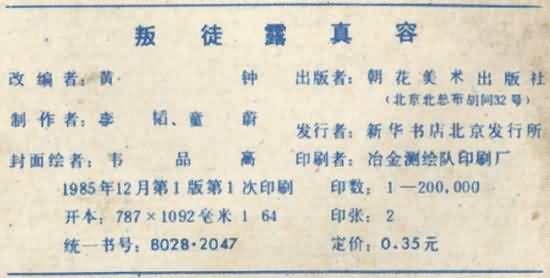 叛徒露真容
改编者：黄钟 出版者：朝花美术出版社
（北京北总布胡同32号）
制作者：李韬、童蔚 发行者：新华书店北京发行所
封面绘者：韦品高 印刷者：冶金测绘队印刷厂
1985年12月第1版第1次印刷 印数：1—200,000
开本：787×1092毫米 1 64 印张：2
统一书号：8028·2047 定价：0.35元